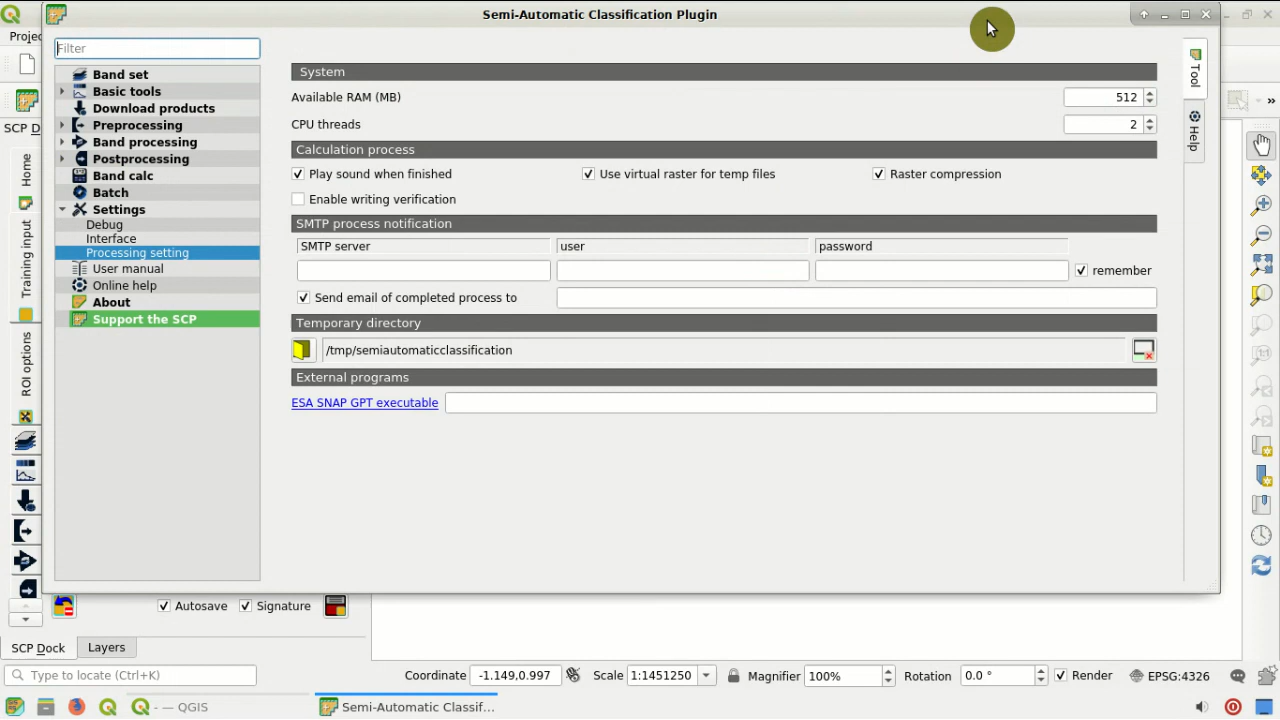 Semi-Automatic Classification Plugin
Projec
Filter
Band set
Basic tools
Download products
Preprocessing
Band processing
Postprocessing
Band calc
Batch
Settings
Debug
Interface
Processing setting
User manual
Online help
About
Support the SCP
System
Available RAM (MB)
512
CPU threads
2
Calculation process
Play sound when finished
Use virtual raster for temp files
Raster compression
Enable writing verification
SMTP process notification
SMTP server
user
password
remember
Send email of completed process to
Temporary directory
/tmp/semiautomaticclassification
External programs
ESA SNAP GPT executable
Tool
Help
»
SCP D
Home
Training input
ROI options
Autosave
Signature
SCP Dock
Layers
Type to locate (Ctrl+K)
Coordinate
-1.149,0.997
Scale
1:1451250
Magnifier
100%
Rotation
0.0 °
Render
EPSG:4326
- — QGIS
Semi-Automatic Classif...